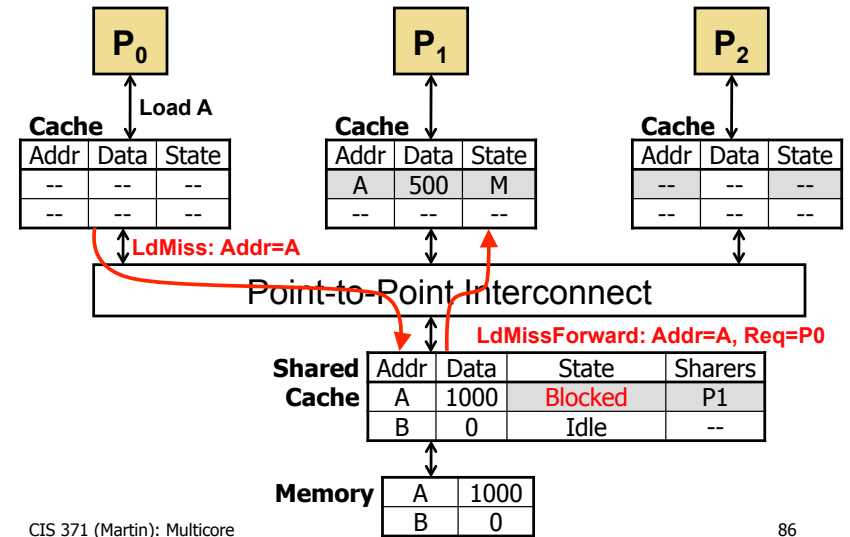 P0 P1 P2
Load A
Cache Cache Cache
Addr Data State Addr Data State Addr Data State
-- -- -- A 500 M -- -- --
-- -- -- -- -- -- -- -- --
LdMiss: Addr=A
Point-to-Point Interconnect
LdMissForward: Addr=A, Req=P0
Shared Addr Data State Sharers
Cache A 1000 Blocked P1
B 0 Idle --
Memory A 1000
B 0
CIS 371 (Martin): Multicore 86